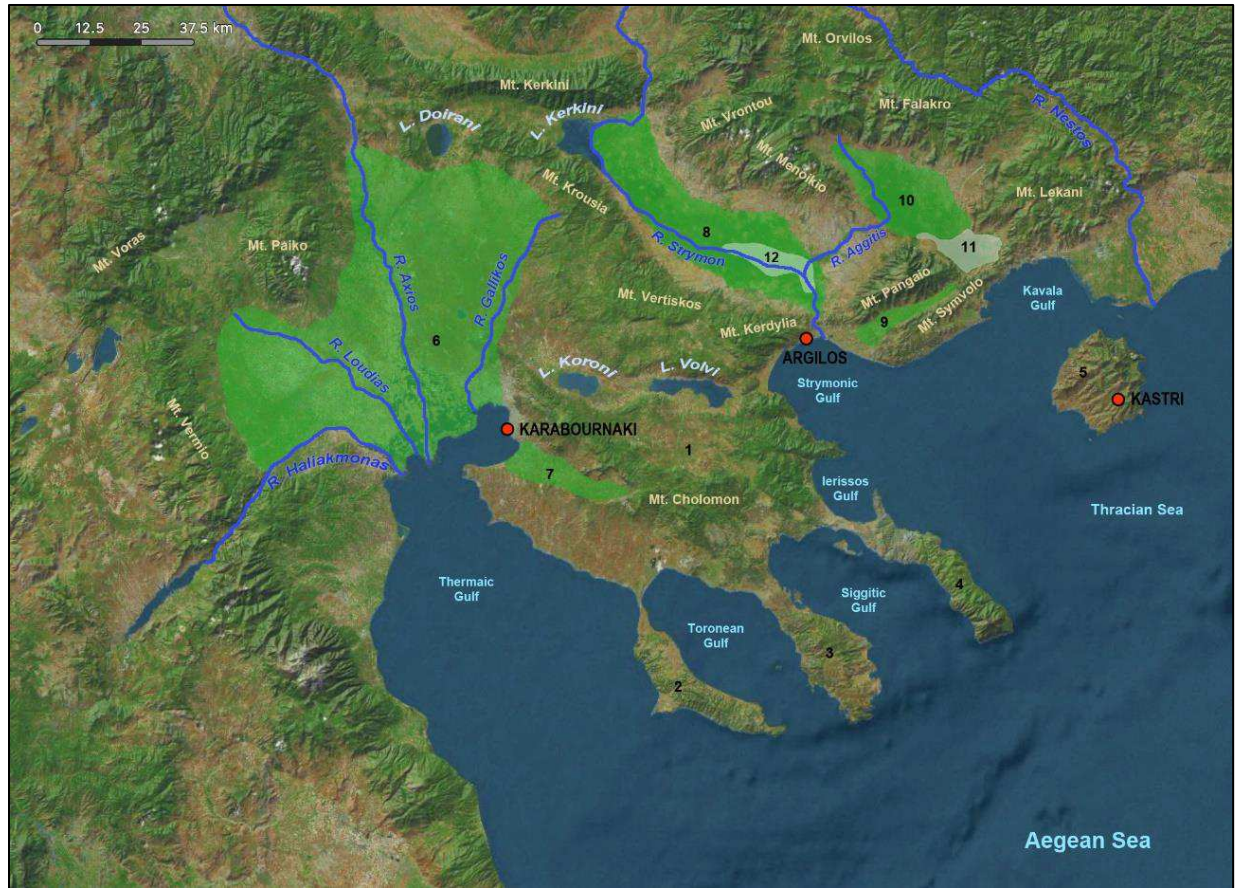 0 12.5 25 37.5 km
Mt. Orvilos
Mt. Kerkini
Mt. Falakro
R. Nestos
L. Doirani
L. Kerkini
Mt. Vrontou
Mt. Menoikio
Mt. Krousia
Mt. Lekani
10
8
11
Mt. Voras
Mt. Paiko
R. Strymon
12
R. Aggitis
R. Axios
R. Gallikos
Mt. Pangaio
Mt. Symvolo
Kavala
Gulf
Mt. Vertiskos
9
Mt. Kerdylia
6
R. Loudias
ARGILOS
L. Koroni
L. Volvi
Strymonic
Gulf
5
KASTRI
Mt. Vermio
KARABOURNAKI
1
R. Haliakmonas
7
Mt. Cholomon
Ierissos
Gulf
Thracian Sea
Thermaic
Gulf
Siggitic
Gulf
4
Toronean
Gulf
3
2
Aegean Sea